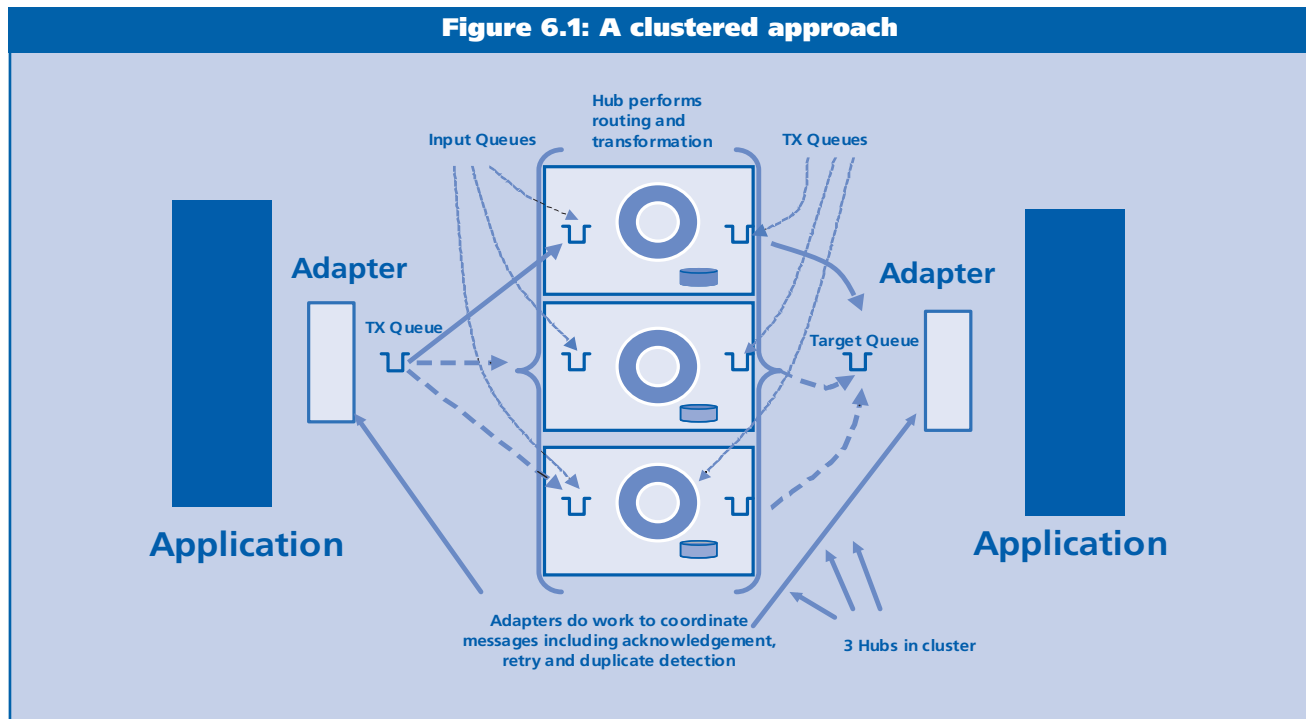 Figure 6.1: A clustered approach
Hub performs
routing and
transformation
Input Queues
TX Queues
Adapter
Adapter
TX Queue
Target Queue
Application
Application
Adapters do work to coordinate
messages including acknowledgement,
retry and duplicate detection
3 Hubs in cluster